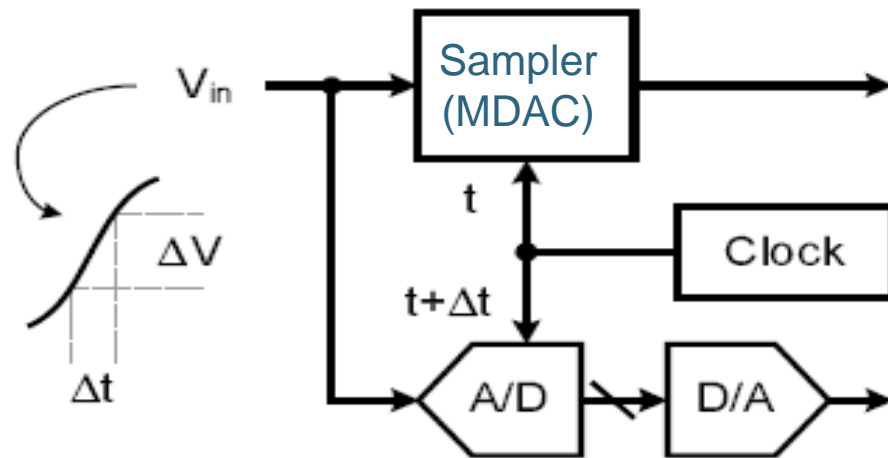 V_in
Sampler
(MDAC)
t
ΔV
Clock
t+Δt
Δt
A/D
D/A